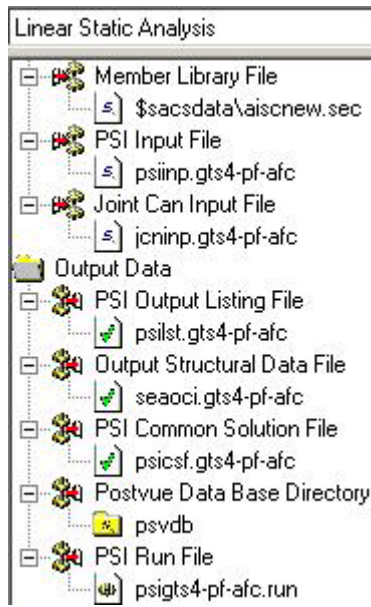 Linear Static Analysis
Member Library File
$sacsdata\aiscnew.sec
PSI Input File
psiinp.gts4-pf-afc
Joint Can Input File
jcninp.gts4-pf-afc
Output Data
PSI Output Listing File
psilst.gts4-pf-afc
Output Structural Data File
seaoci.gts4-pf-afc
PSI Common Solution File
psicsf.gts4-pf-afc
Postvue Data Base Directory
psvdb
PSI Run File
psigts4-pf-afc.run